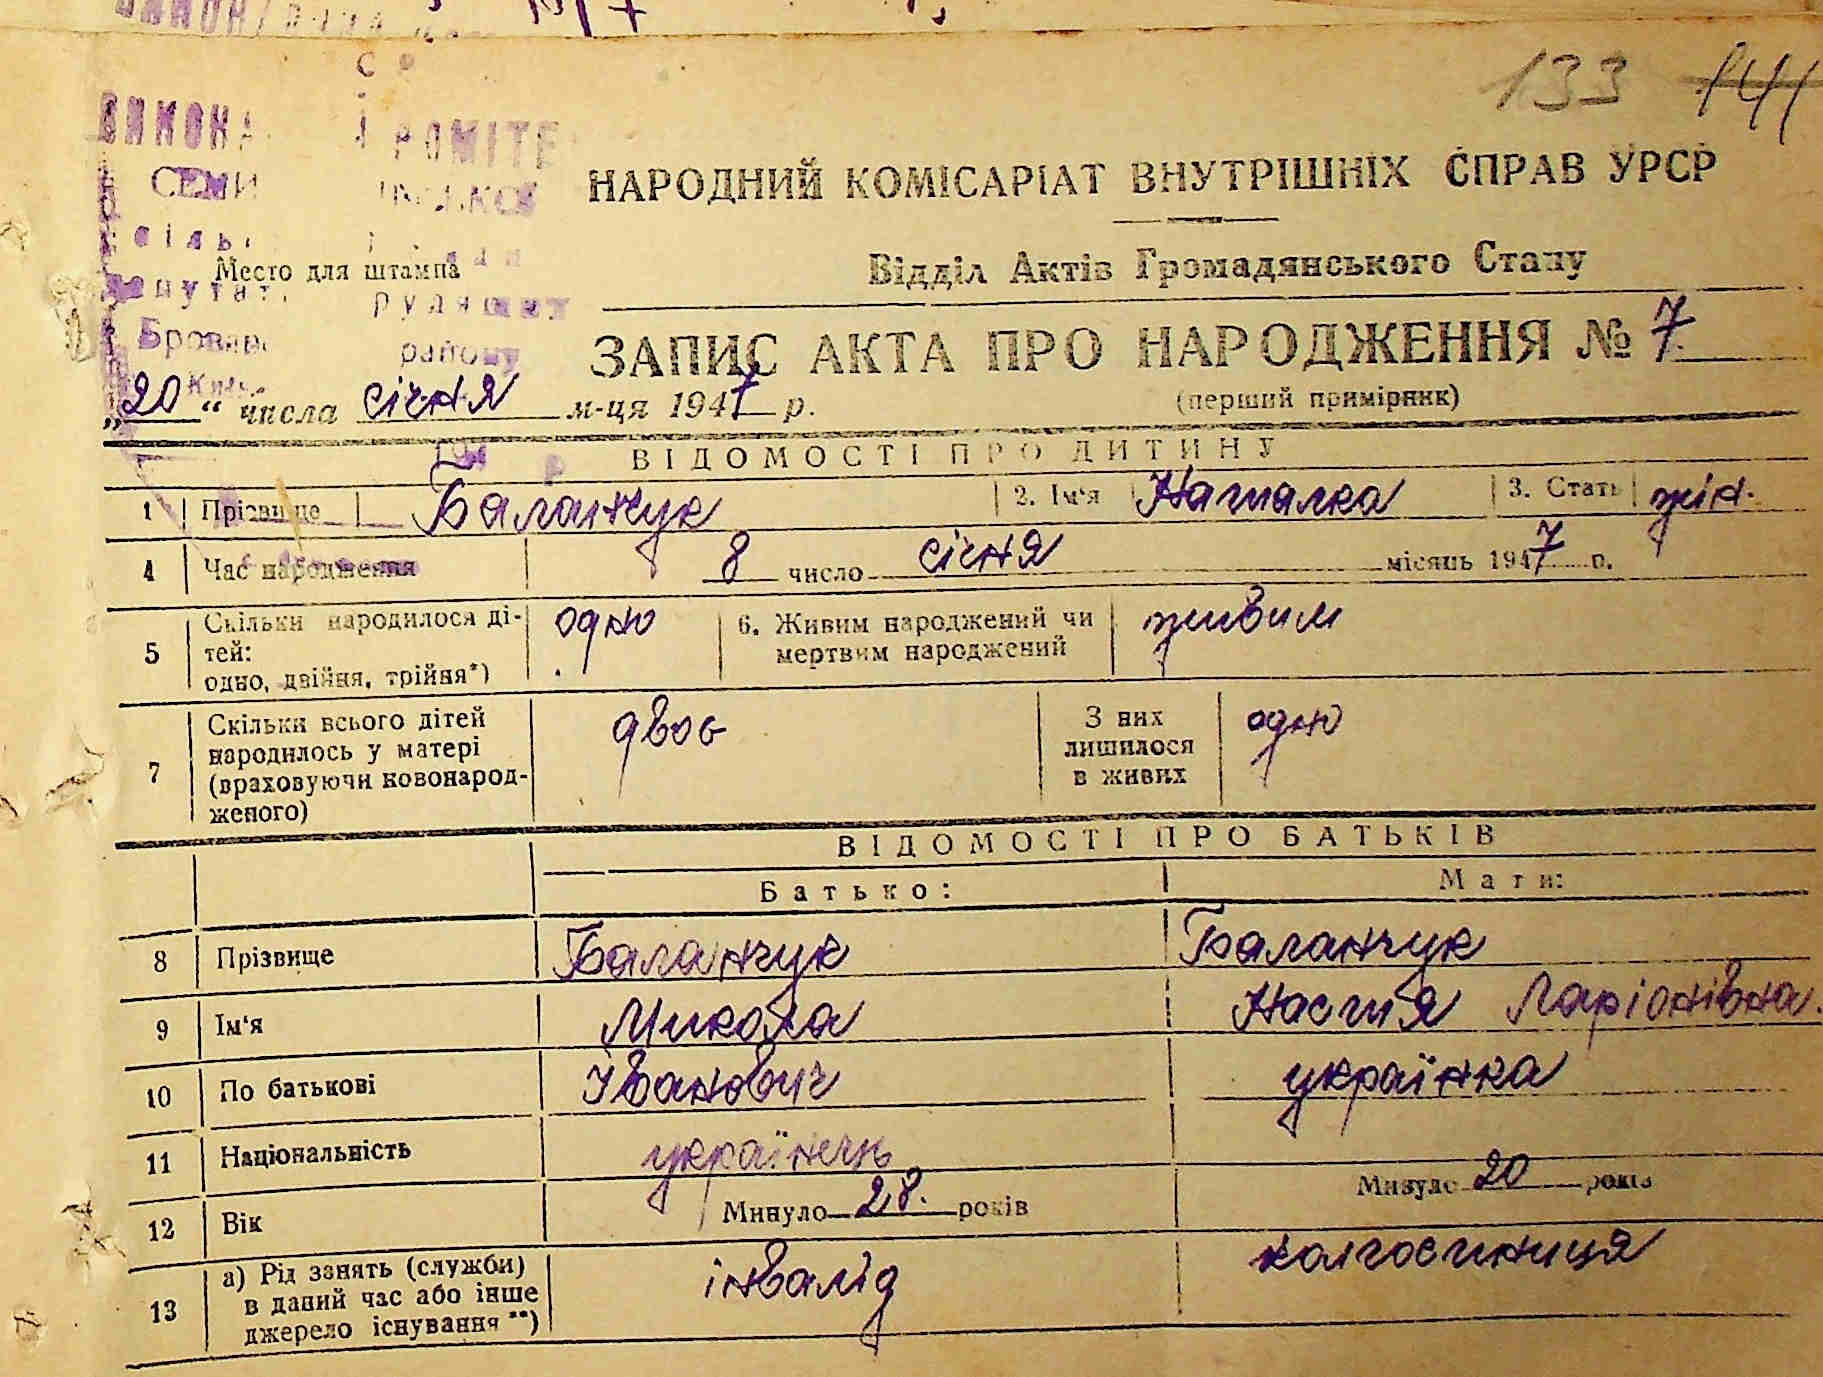 133 141
НАРОДНИЙ КОМІСАРІАТ ВНУТРІШНІХ СПРАВ УРСР
Место для штампа
Відділ Актів Громадянського Стану
районy
ЗАПИС АКТА ПРО НАРОДЖЕННЯ № 7
„20“ числа січня м-ця 1947 р.
(перший примірник)
ВІДОМОСТІ ПРО ДИТИНУ
1 Прізвище Баланчук 2. Ім‘я Наталка 3. Стать жін.
4 Час народження 8 число січня місяць 1947 р.
5 Скільки народилося ді-
тей:
одно, двійня, трійня*) одно 6. Живим народжений чи
мертвим народжений живим
7 Скільки всього дітей
народилось у матері
(враховуючи новонарод-
женого) двоє З них
лишилося
в живих одно
ВІДОМОСТІ ПРО БАТЬКІВ
Батько: Мати:
8 Прізвище Баланчук Баланчук
9 Ім‘я Микола Настя Ларіонівна.
10 По батькові Іванович українка
11 Національність українець
12 Вік Минуло 28. років Минуло 20 років
13 а) Рід занять (служби)
в даний час або інше
джерело існування **) інвалід колгоспниця